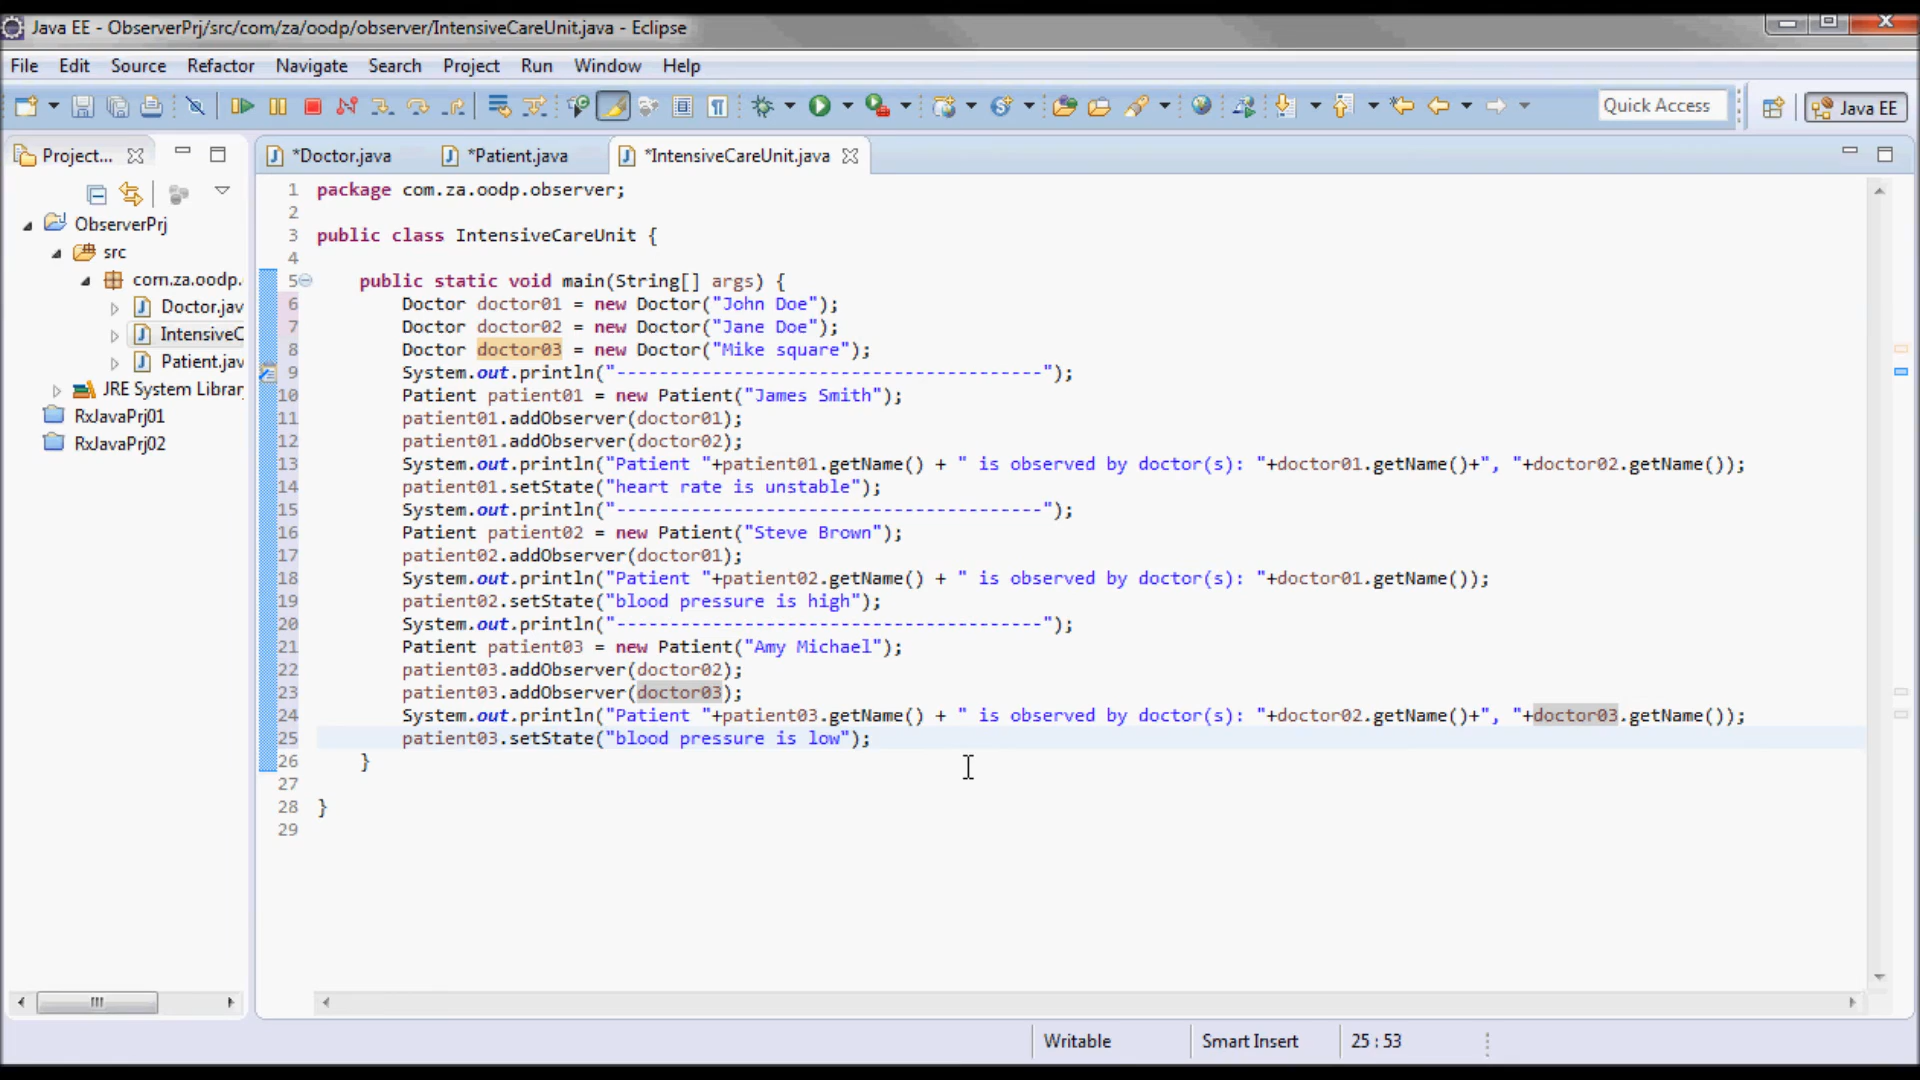 Java EE - ObserverPrj/src/com/za/oodp/observer/IntensiveCareUnit.java - Eclipse
File Edit Source Refactor Navigate Search Project Run Window Help
Quick Access
Java EE
Project...
*Doctor.java
*Patient.java
*IntensiveCareUnit.java
ObserverPrj
src
com.za.oodp.
Doctor.jav
IntensiveC
Patient.jav
JRE System Librar
RxJavaPrj01
RxJavaPrj02
1 package com.za.oodp.observer;
2
3 public class IntensiveCareUnit {
4
5 public static void main(String[] args) {
6 Doctor doctor01 = new Doctor("John Doe");
7 Doctor doctor02 = new Doctor("Jane Doe");
8 Doctor doctor03 = new Doctor("Mike square");
9 System.out.println("----------------------------------------");
10 Patient patient01 = new Patient("James Smith");
11 patient01.addObserver(doctor01);
12 patient01.addObserver(doctor02);
13 System.out.println("Patient "+patient01.getName() + " is observed by doctor(s): "+doctor01.getName()+", "+doctor02.getName());
14 patient01.setState("heart rate is unstable");
15 System.out.println("----------------------------------------");
16 Patient patient02 = new Patient("Steve Brown");
17 patient02.addObserver(doctor01);
18 System.out.println("Patient "+patient02.getName() + " is observed by doctor(s): "+doctor01.getName());
19 patient02.setState("blood pressure is high");
20 System.out.println("----------------------------------------");
21 Patient patient03 = new Patient("Amy Michael");
22 patient03.addObserver(doctor02);
23 patient03.addObserver(doctor03);
24 System.out.println("Patient "+patient03.getName() + " is observed by doctor(s): "+doctor02.getName()+", "+doctor03.getName());
25 patient03.setState("blood pressure is low");
26 }
27
28 }
29
Writable Smart Insert 25 : 53